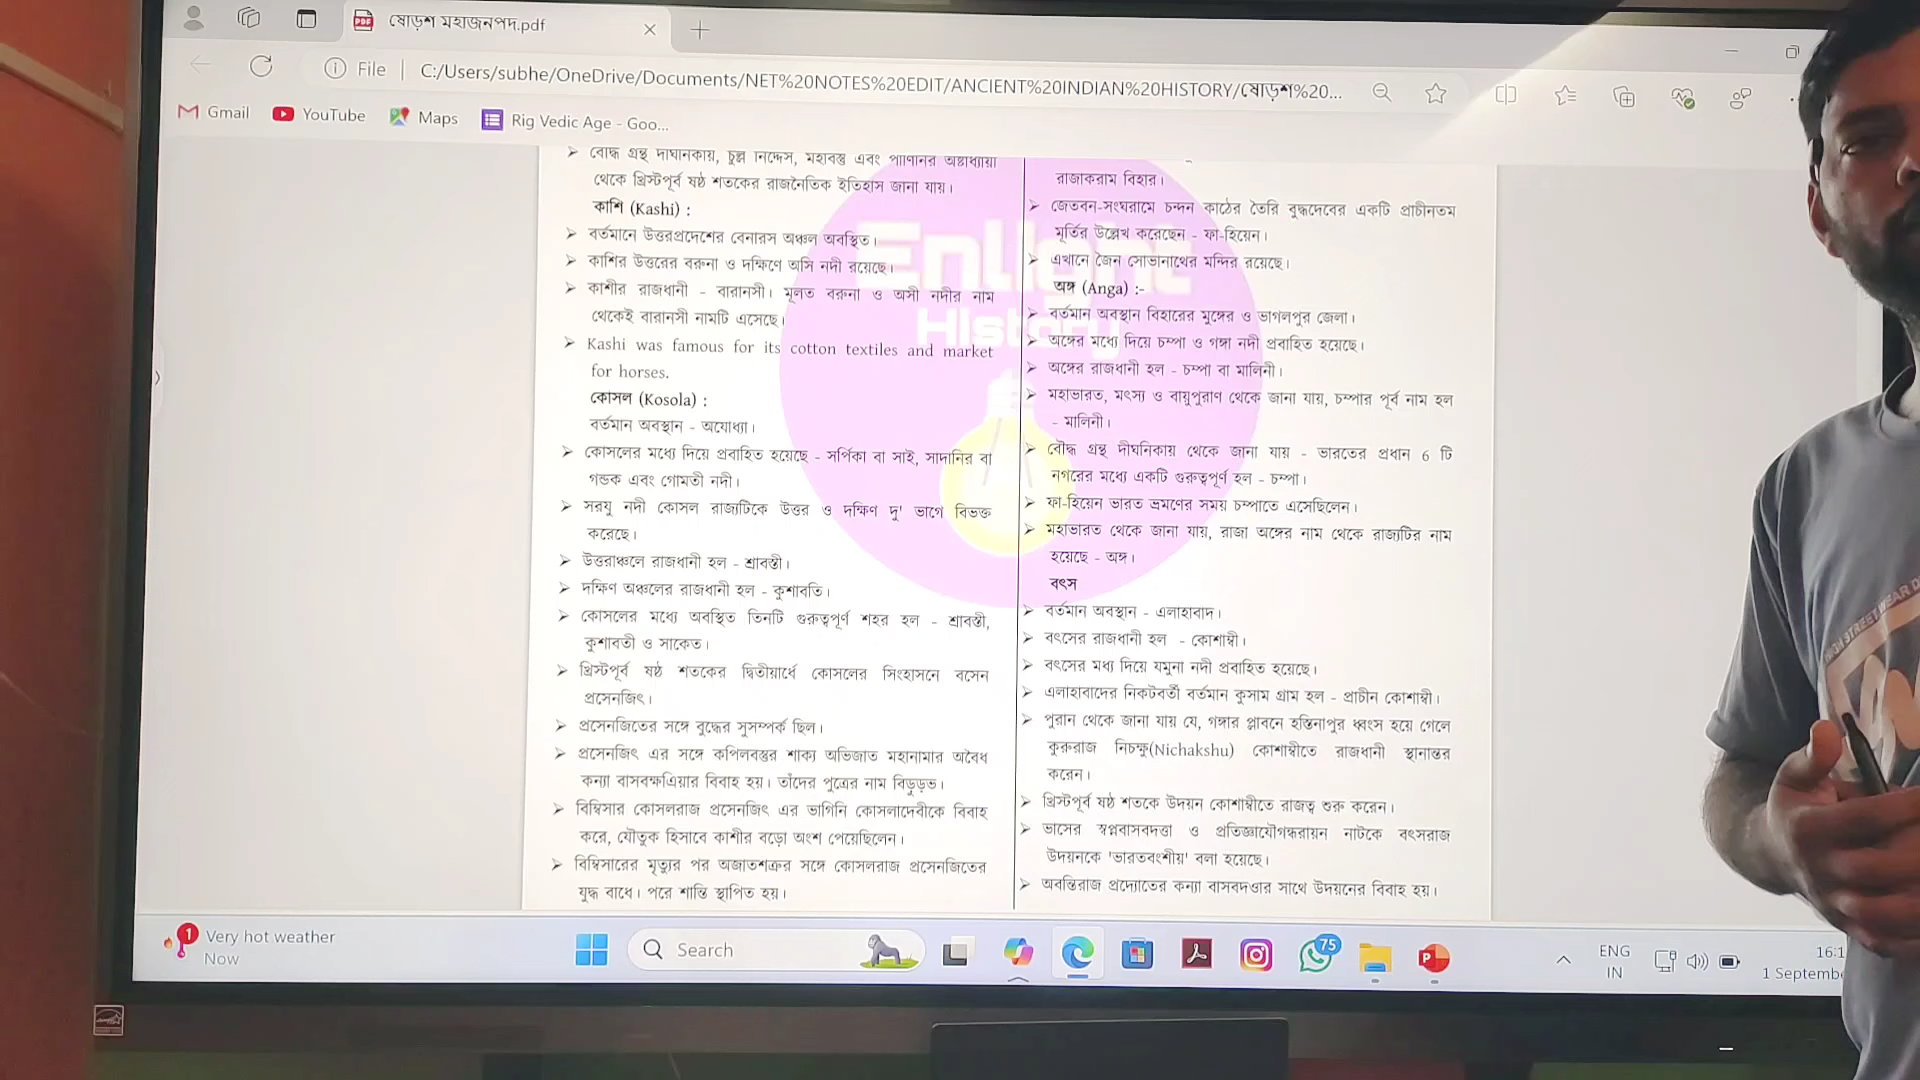 ষোড়শ মহাজনপদ.pdf
File
C:/Users/subhe/OneDrive/Documents/NET%20NOTES%20EDIT/ANCIENT%20INDIAN%20HISTORY/ষোড়শ%20...
Gmail
YouTube
Maps
Rig Vedic Age - Goo...
Enlight
History
বৌদ্ধ গ্রন্থ দীঘনিকায়, চুল্ল নিদ্দেস, মহাবস্তু এবং পাণিনির অষ্টাধ্যায়ী
থেকে খ্রিস্টপূর্ব ষষ্ঠ শতকের রাজনৈতিক ইতিহাস জানা যায়।
কাশি (Kashi) :
➢ বর্তমানে উত্তরপ্রদেশের বেনারস অঞ্চল অবস্থিত।
➢ কাশির উত্তরের বরুনা ও দক্ষিণে অসি নদী রয়েছে।
➢ কাশীর রাজধানী - বারানসী। মূলত বরুনা ও অসী নদীর নাম
থেকেই বারানসী নামটি এসেছে।
➢ Kashi was famous for its cotton textiles and market
for horses.
কোসল (Kosola) :
বর্তমান অবস্থান - অযোধ্যা।
➢ কোসলের মধ্যে দিয়ে প্রবাহিত হয়েছে - সর্পিকা বা সাই, সাদানির বা
গন্ডক এবং গোমতী নদী।
➢ সরযু নদী কোসল রাজ্যটিকে উত্তর ও দক্ষিণ দু' ভাগে বিভক্ত
করেছে।
➢ উত্তরাঞ্চলে রাজধানী হল - শ্রাবস্তী।
➢ দক্ষিণ অঞ্চলের রাজধানী হল - কুশাবতি।
➢ কোসলের মধ্যে অবস্থিত তিনটি গুরুত্বপূর্ণ শহর হল - শ্রাবস্তী,
কুশাবতী ও সাকেত।
➢ খ্রিস্টপূর্ব ষষ্ঠ শতকের দ্বিতীয়ার্ধে কোসলের সিংহাসনে বসেন
প্রসেনজিৎ।
➢ প্রসেনজিতের সঙ্গে বুদ্ধের সুসম্পর্ক ছিল।
➢ প্রসেনজিৎ এর সঙ্গে কপিলবস্তুর শাক্য অভিজাত মহানামার অবৈধ
কন্যা বাসবক্ষত্রিয়ার বিবাহ হয়। তাঁদের পুত্রের নাম বিড়ুড়ভ।
➢ বিম্বিসার কোসলরাজ প্রসেনজিৎ এর ভাগিনি কোসলাদেবীকে বিবাহ
করে, যৌতুক হিসাবে কাশীর বড়ো অংশ পেয়েছিলেন।
➢ বিম্বিসারের মৃত্যুর পর অজাতশত্রুর সঙ্গে কোসলরাজ প্রসেনজিতের
যুদ্ধ বাধে। পরে শান্তি স্থাপিত হয়।
রাজাকরাম বিহার।
➢ জেতবন-সংঘরামে চন্দন কাঠের তৈরি বুদ্ধদেবের একটি প্রাচীনতম
মূর্তির উল্লেখ করেছেন - ফা-হিয়েন।
➢ এখানে জৈন সোভানাথের মন্দির রয়েছে।
অঙ্গ (Anga) :-
➢ বর্তমান অবস্থান বিহারের মুঙ্গের ও ভাগলপুর জেলা।
➢ অঙ্গের মধ্যে দিয়ে চম্পা ও গঙ্গা নদী প্রবাহিত হয়েছে।
➢ অঙ্গের রাজধানী হল - চম্পা বা মালিনী।
➢ মহাভারত, মৎস্য ও বায়ুপুরাণ থেকে জানা যায়, চম্পার পূর্ব নাম হল
- মালিনী।
➢ বৌদ্ধ গ্রন্থ দীঘনিকায় থেকে জানা যায় - ভারতের প্রধান 6 টি
নগরের মধ্যে একটি গুরুত্বপূর্ণ হল - চম্পা।
➢ ফা-হিয়েন ভারত ভ্রমণের সময় চম্পাতে এসেছিলেন।
➢ মহাভারত থেকে জানা যায়, রাজা অঙ্গের নাম থেকে রাজ্যটির নাম
হয়েছে - অঙ্গ।
বৎস
➢ বর্তমান অবস্থান - এলাহাবাদ।
➢ বৎসের রাজধানী হল - কোশাম্বী।
➢ বৎসের মধ্য দিয়ে যমুনা নদী প্রবাহিত হয়েছে।
➢ এলাহাবাদের নিকটবর্তী বর্তমান কুসাম গ্রাম হল - প্রাচীন কোশাম্বী।
➢ পুরান থেকে জানা যায় যে, গঙ্গার প্লাবনে হস্তিনাপুর ধ্বংস হয়ে গেলে
কুরুরাজ নিচক্ষু(Nichakshu) কোশাম্বীতে রাজধানী স্থানান্তর
করেন।
➢ খ্রিস্টপূর্ব ষষ্ঠ শতকে উদয়ন কোশাম্বীতে রাজত্ব শুরু করেন।
➢ ভাসের স্বপ্নবাসবদত্তা ও প্রতিজ্ঞাযৌগন্ধরায়ন নাটকে বৎসরাজ
উদয়নকে 'ভারতবংশীয়' বলা হয়েছে।
➢ অবন্তিরাজ প্রদ্যোতের কন্যা বাসবদত্তার সাথে উদয়নের বিবাহ হয়।
1
Very hot weather
Now
Search
75
ENG
IN
16:1
1 Septembe